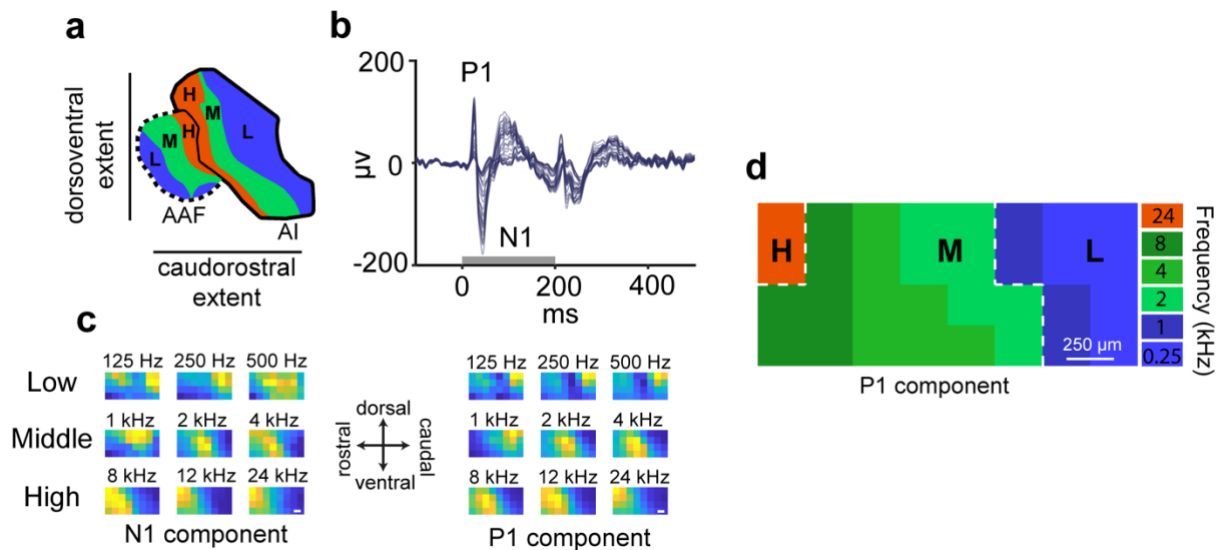 a
dorsoventral
extent
H
M
L
H
M
L
AAF
AI
caudorostral
extent
b
200
P1
µv
0
N1
-200
0
200
400
ms
c
125 Hz 250 Hz 500 Hz
Low
1 kHz 2 kHz 4 kHz
Middle
8 kHz 12 kHz 24 kHz
High
N1 component
dorsal
rostral
caudal
ventral
125 Hz 250 Hz 500 Hz
1 kHz 2 kHz 4 kHz
8 kHz 12 kHz 24 kHz
P1 component
d
H
M
L
250 µm
P1 component
24
8
4
2
1
0.25
Frequency (kHz)